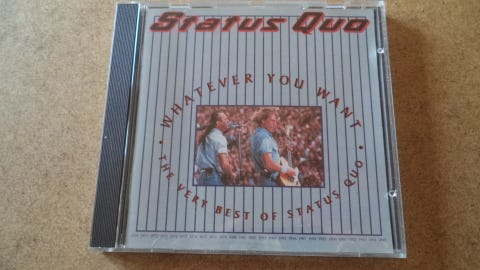 Status Quo
• WHATEVER YOU WANT •
THE VERY BEST OF STATUS QUO